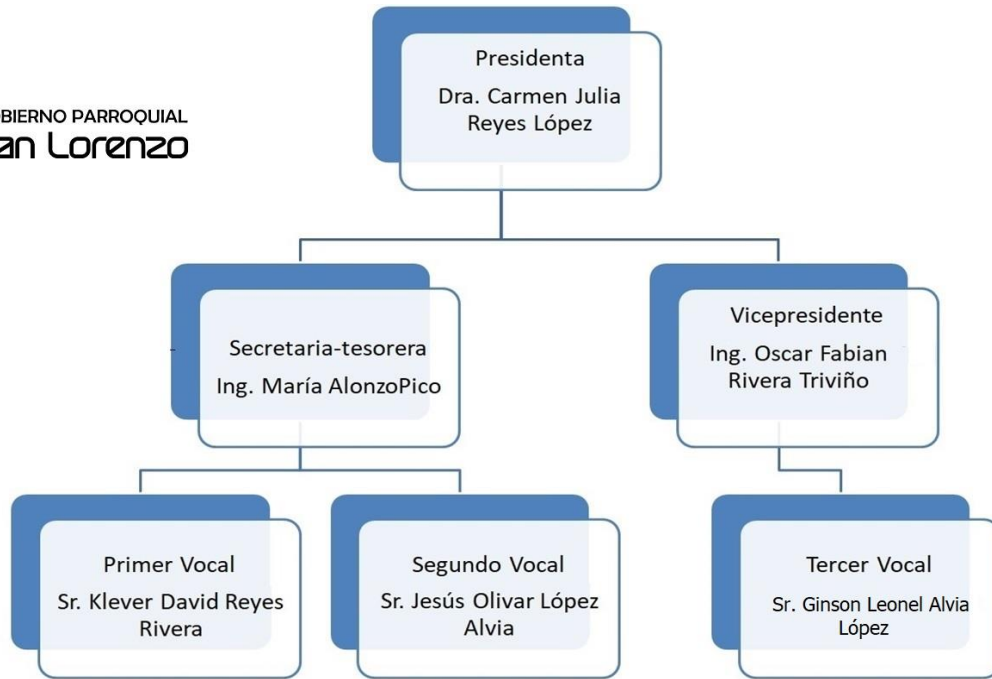 Presidenta
Dra. Carmen Julia
Reyes López
OBIERNO PARROQUIAL
an Lorenzo
Secretaria-tesorera
Ing. María AlonzoPico
Vicepresidente
Ing. Oscar Fabian
Rivera Triviño
Primer Vocal
Sr. Klever David Reyes
Rivera
Segundo Vocal
Sr. Jesús Olivar López
Alvia
Tercer Vocal
Sr. Ginson Leonel Alvia
López